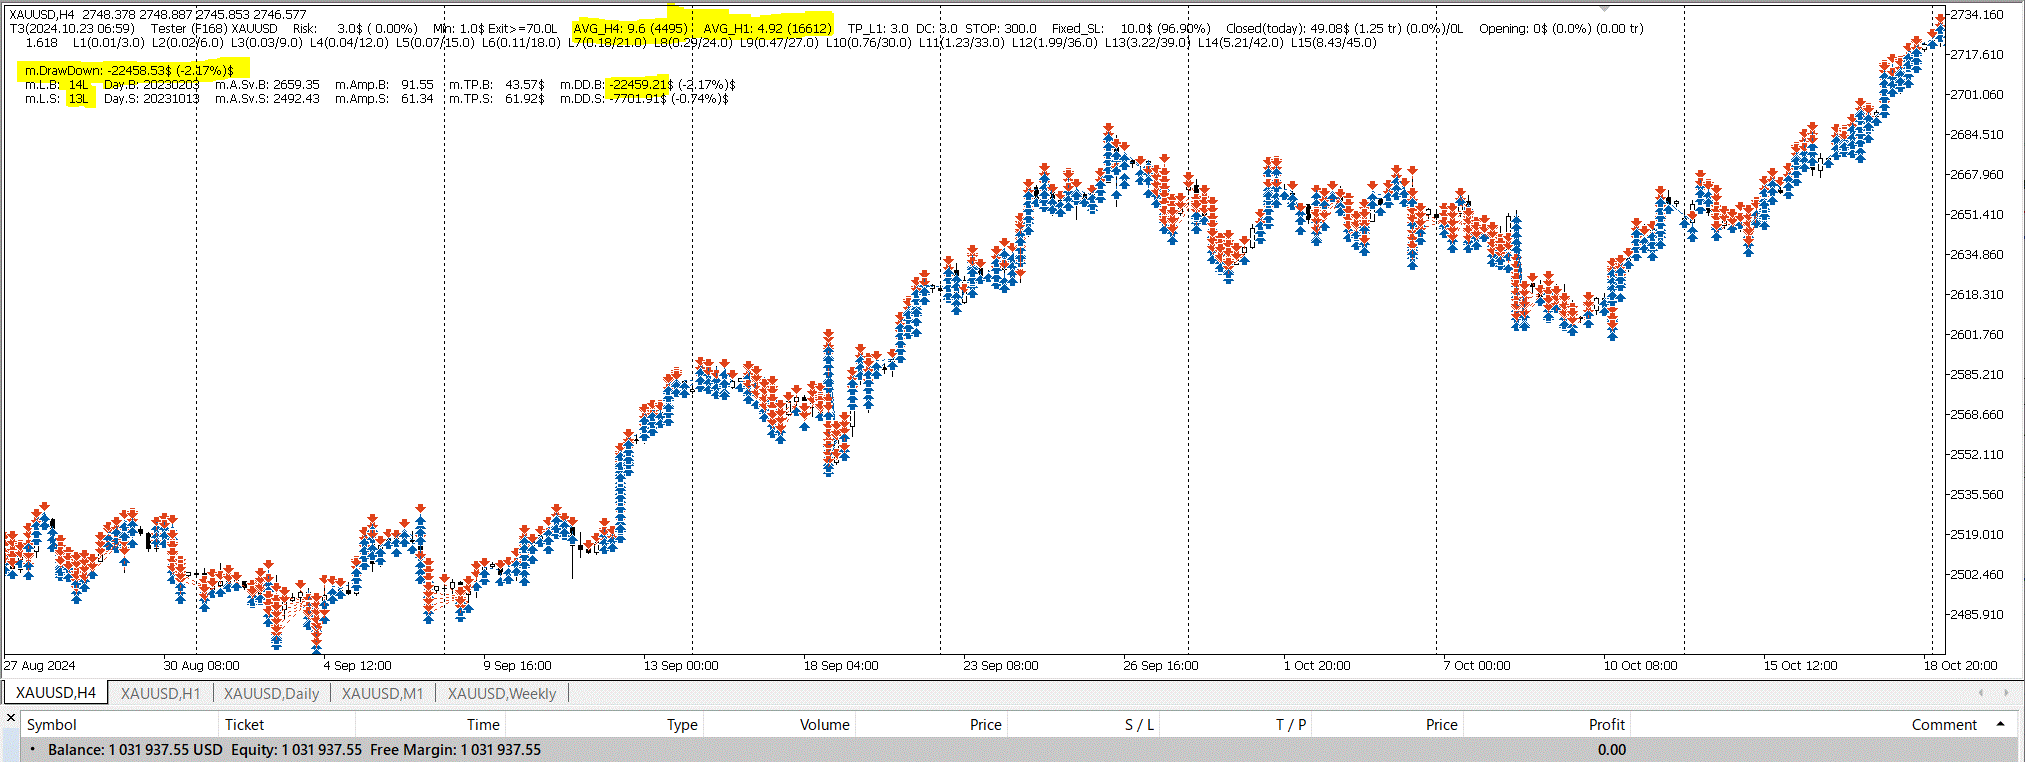 XAUUSD,H4 2748.378 2748.887 2745.853 2746.577
T3(2024.10.23 06:59) Tester (F168) XAUUSD Risk: 3.0$ ( 0.00%) Min: 1.0$ Exit>=70.0L AVG_H4: 9.6 (4495) AVG_H1: 4.92 (16612) TP_L1: 3.0 DC: 3.0 STOP: 300.0 Fixed_SL: 10.0$ (96.90%) Closed(today): 49.08$ (1.25 tr) (0.0%)/0L Opening: 0$ (0.0%) (0.00 tr)
1.618 L1(0.01/3.0) L2(0.02/6.0) L3(0.03/9.0) L4(0.04/12.0) L5(0.07/15.0) L6(0.11/18.0) L7(0.18/21.0) L8(0.29/24.0) L9(0.47/27.0) L10(0.76/30.0) L11(1.23/33.0) L12(1.99/36.0) L13(3.22/39.0) L14(5.21/42.0) L15(8.43/45.0)
m.DrawDown: -22458.53$ (-2.17%)$
m.L.B: 14L Day.B: 20230203 m.A.Sv.B: 2659.35 m.Amp.B: 91.55 m.TP.B: 43.57$ m.DD.B: -22459.21$ (-2.17%)$
m.L.S: 13L Day.S: 20231013 m.A.Sv.S: 2492.43 m.Amp.S: 61.34 m.TP.S: 61.92$ m.DD.S: -7701.91$ (-0.74%)$
2734.160
2717.610
2701.060
2684.510
2667.960
2651.410
2634.860
2618.310
2601.760
2585.210
2568.660
2552.110
2535.560
2519.010
2502.460
2485.910
27 Aug 2024 30 Aug 08:00 4 Sep 12:00 9 Sep 16:00 13 Sep 00:00 18 Sep 04:00 23 Sep 08:00 26 Sep 16:00 1 Oct 20:00 7 Oct 00:00 10 Oct 08:00 15 Oct 12:00 18 Oct 20:00
XAUUSD,H4 XAUUSD,H1 XAUUSD,Daily XAUUSD,M1 XAUUSD,Weekly
Symbol Ticket Time Type Volume Price S / L T / P Price Profit Comment
Balance: 1 031 937.55 USD Equity: 1 031 937.55 Free Margin: 1 031 937.55 0.00